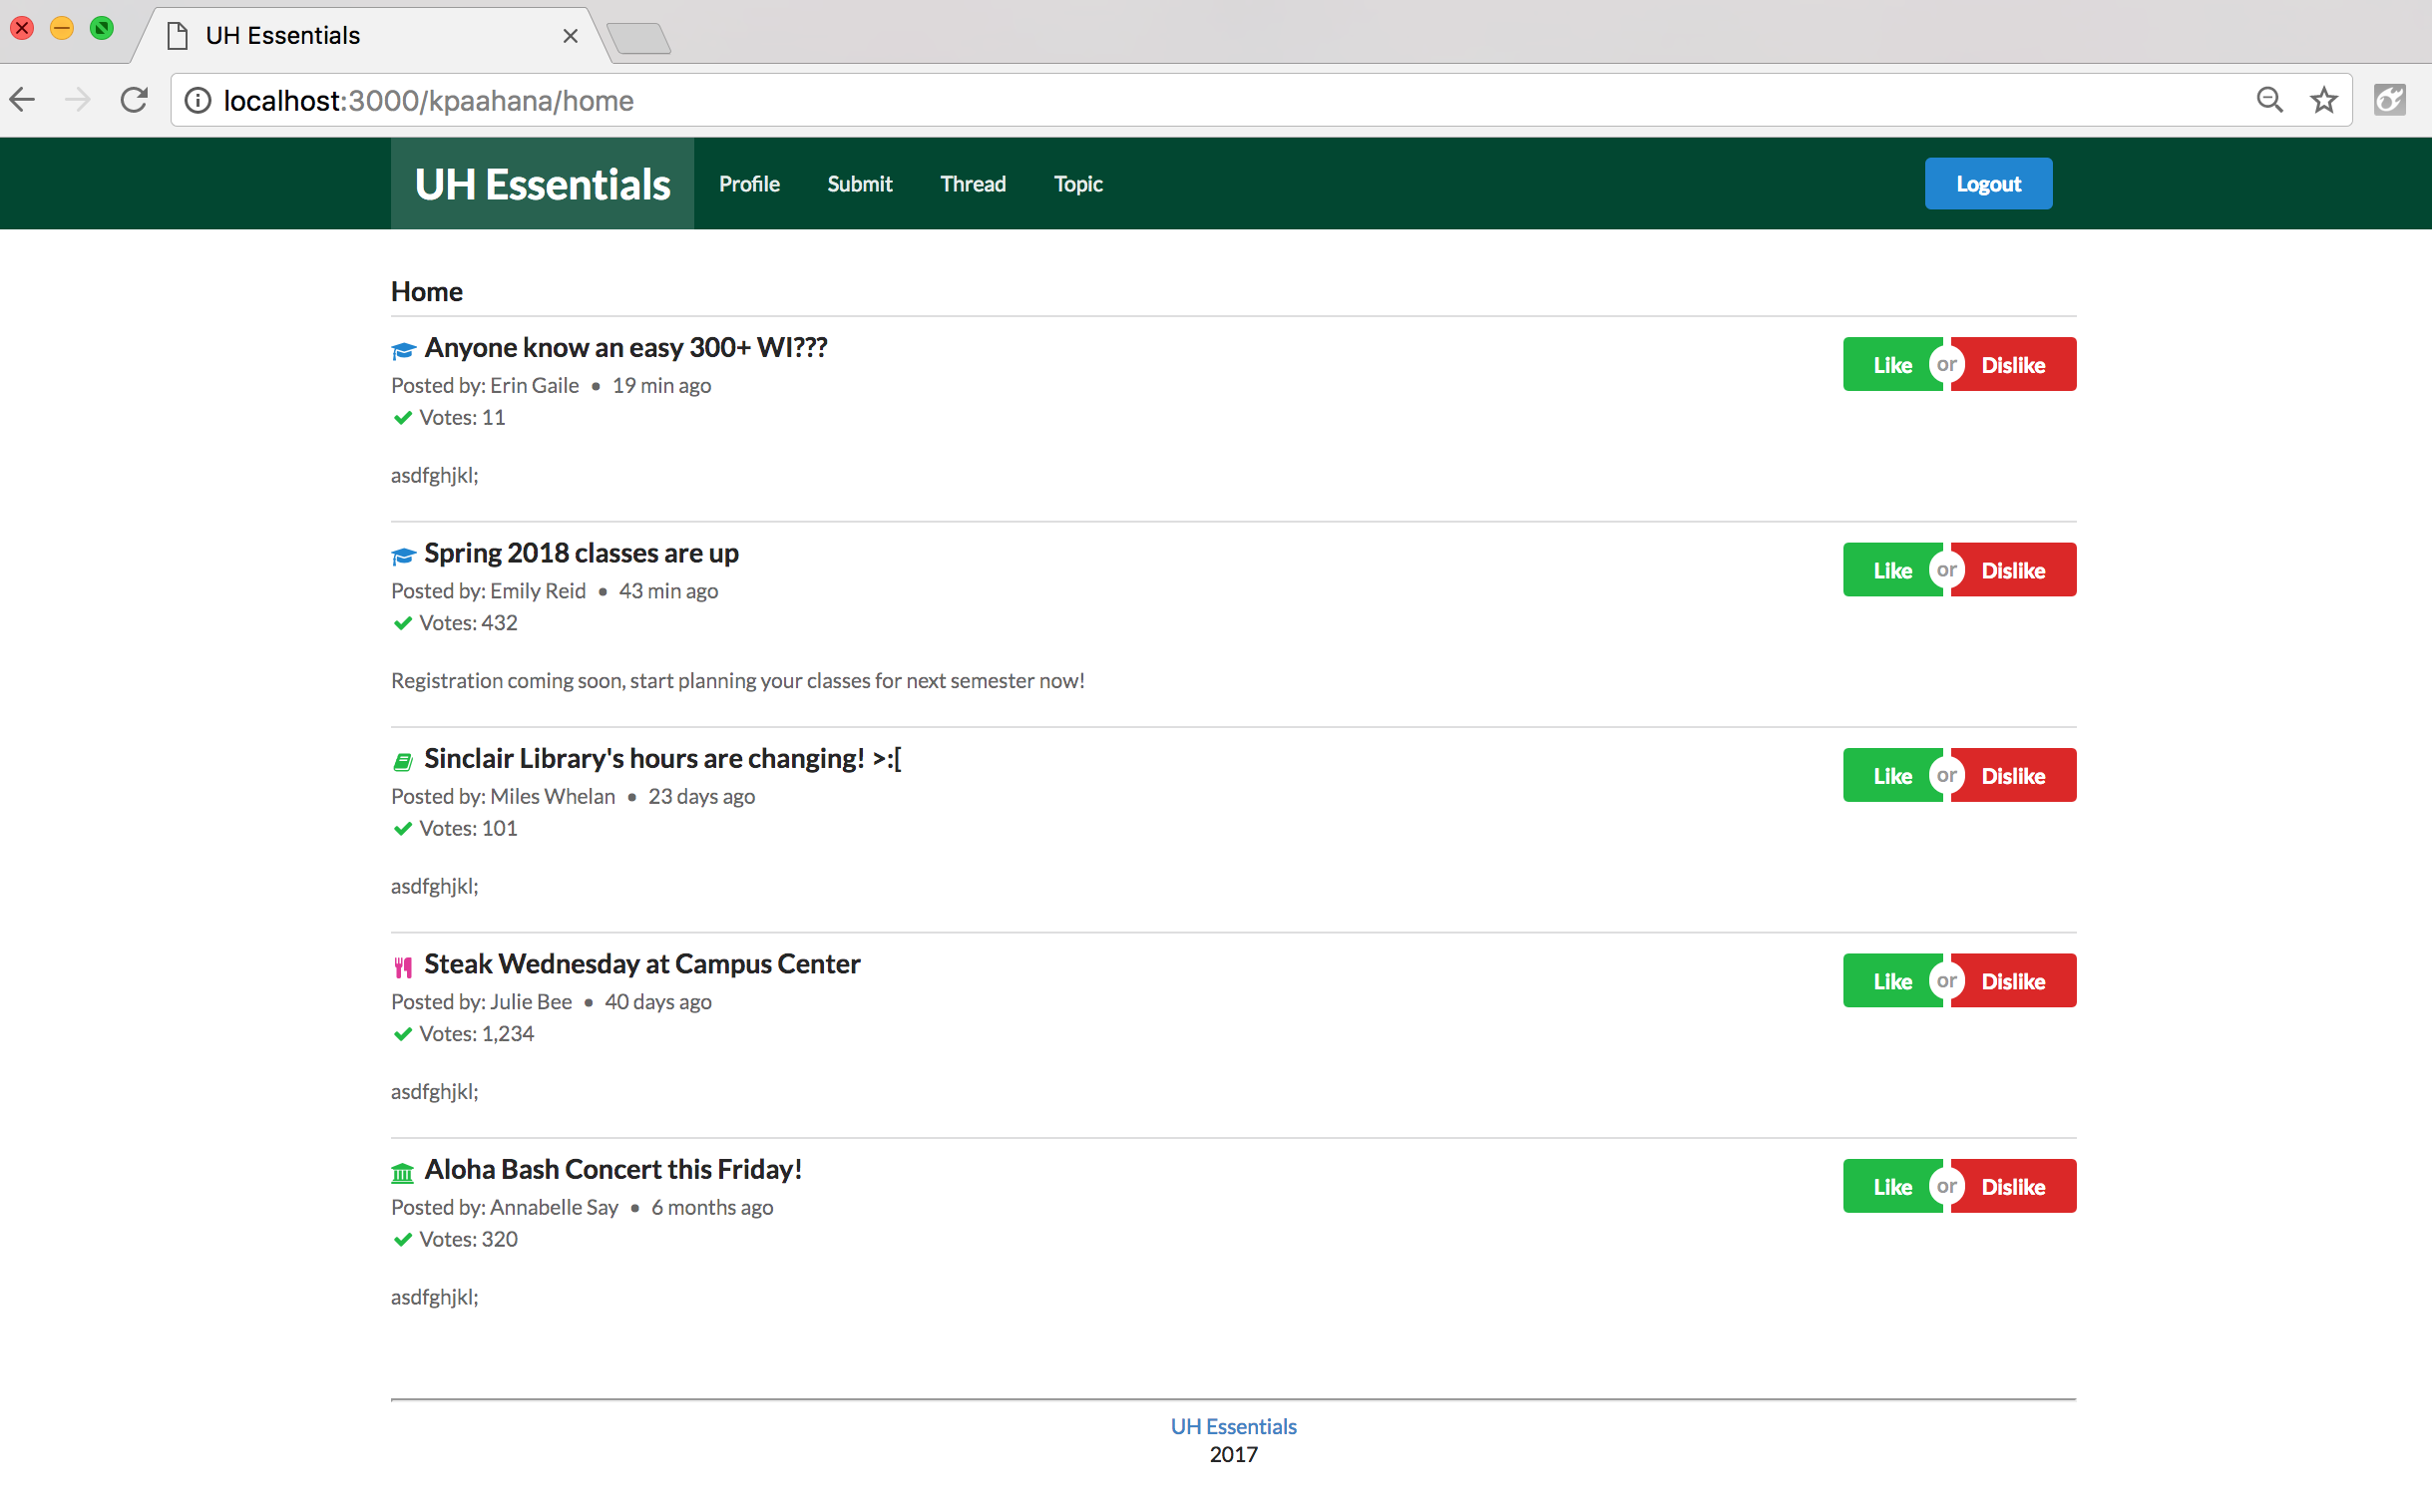 UH Essentials
localhost:3000/kpaahana/home
UH Essentials Profile Submit Thread Topic Logout
Home
Anyone know an easy 300+ WI???
Posted by: Erin Gaile • 19 min ago
Votes: 11
asdfghjkl;
Like or Dislike
Spring 2018 classes are up
Posted by: Emily Reid • 43 min ago
Votes: 432
Registration coming soon, start planning your classes for next semester now!
Like or Dislike
Sinclair Library's hours are changing! >:[
Posted by: Miles Whelan • 23 days ago
Votes: 101
asdfghjkl;
Like or Dislike
Steak Wednesday at Campus Center
Posted by: Julie Bee • 40 days ago
Votes: 1,234
asdfghjkl;
Like or Dislike
Aloha Bash Concert this Friday!
Posted by: Annabelle Say • 6 months ago
Votes: 320
asdfghjkl;
Like or Dislike
UH Essentials
2017